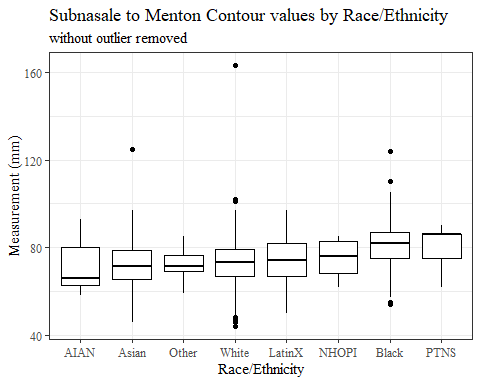 Subnasale to Menton Contour values by Race/Ethnicity
without outlier removed
Measurement (mm)
160
120
80
40
AIAN Asian Other White LatinX NHOPI Black PTNS
Race/Ethnicity